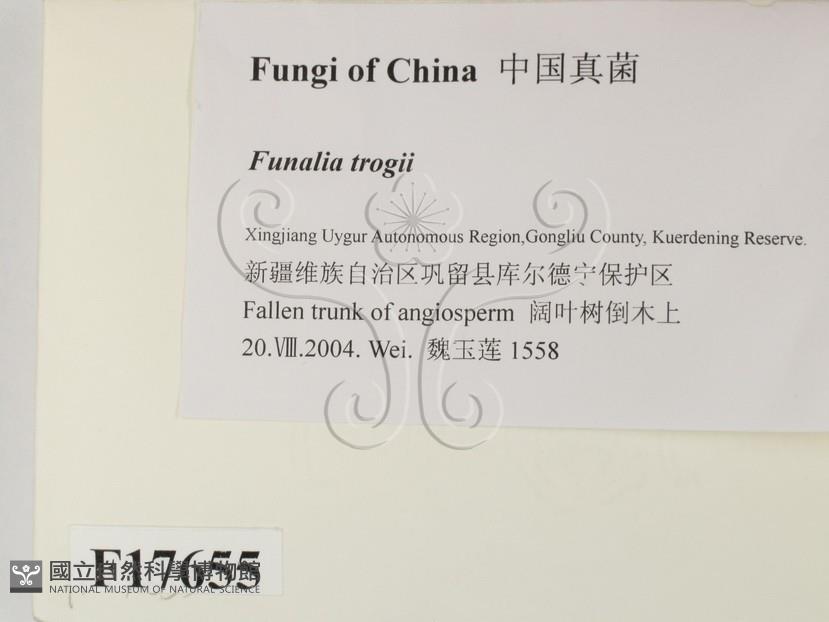 Fungi of China 中国真菌
Funalia trogii
Xingjiang Uygur Autonomous Region,Gongliu County, Kuerdening Reserve.
新疆维族自治区巩留县库尔德宁保护区
Fallen trunk of angiosperm 阔叶树倒木上
20.Ⅷ.2004. Wei. 魏玉莲 1558
F17655
國立自然科學博物館
NATIONAL MUSEUM OF NATURAL SCIENCE